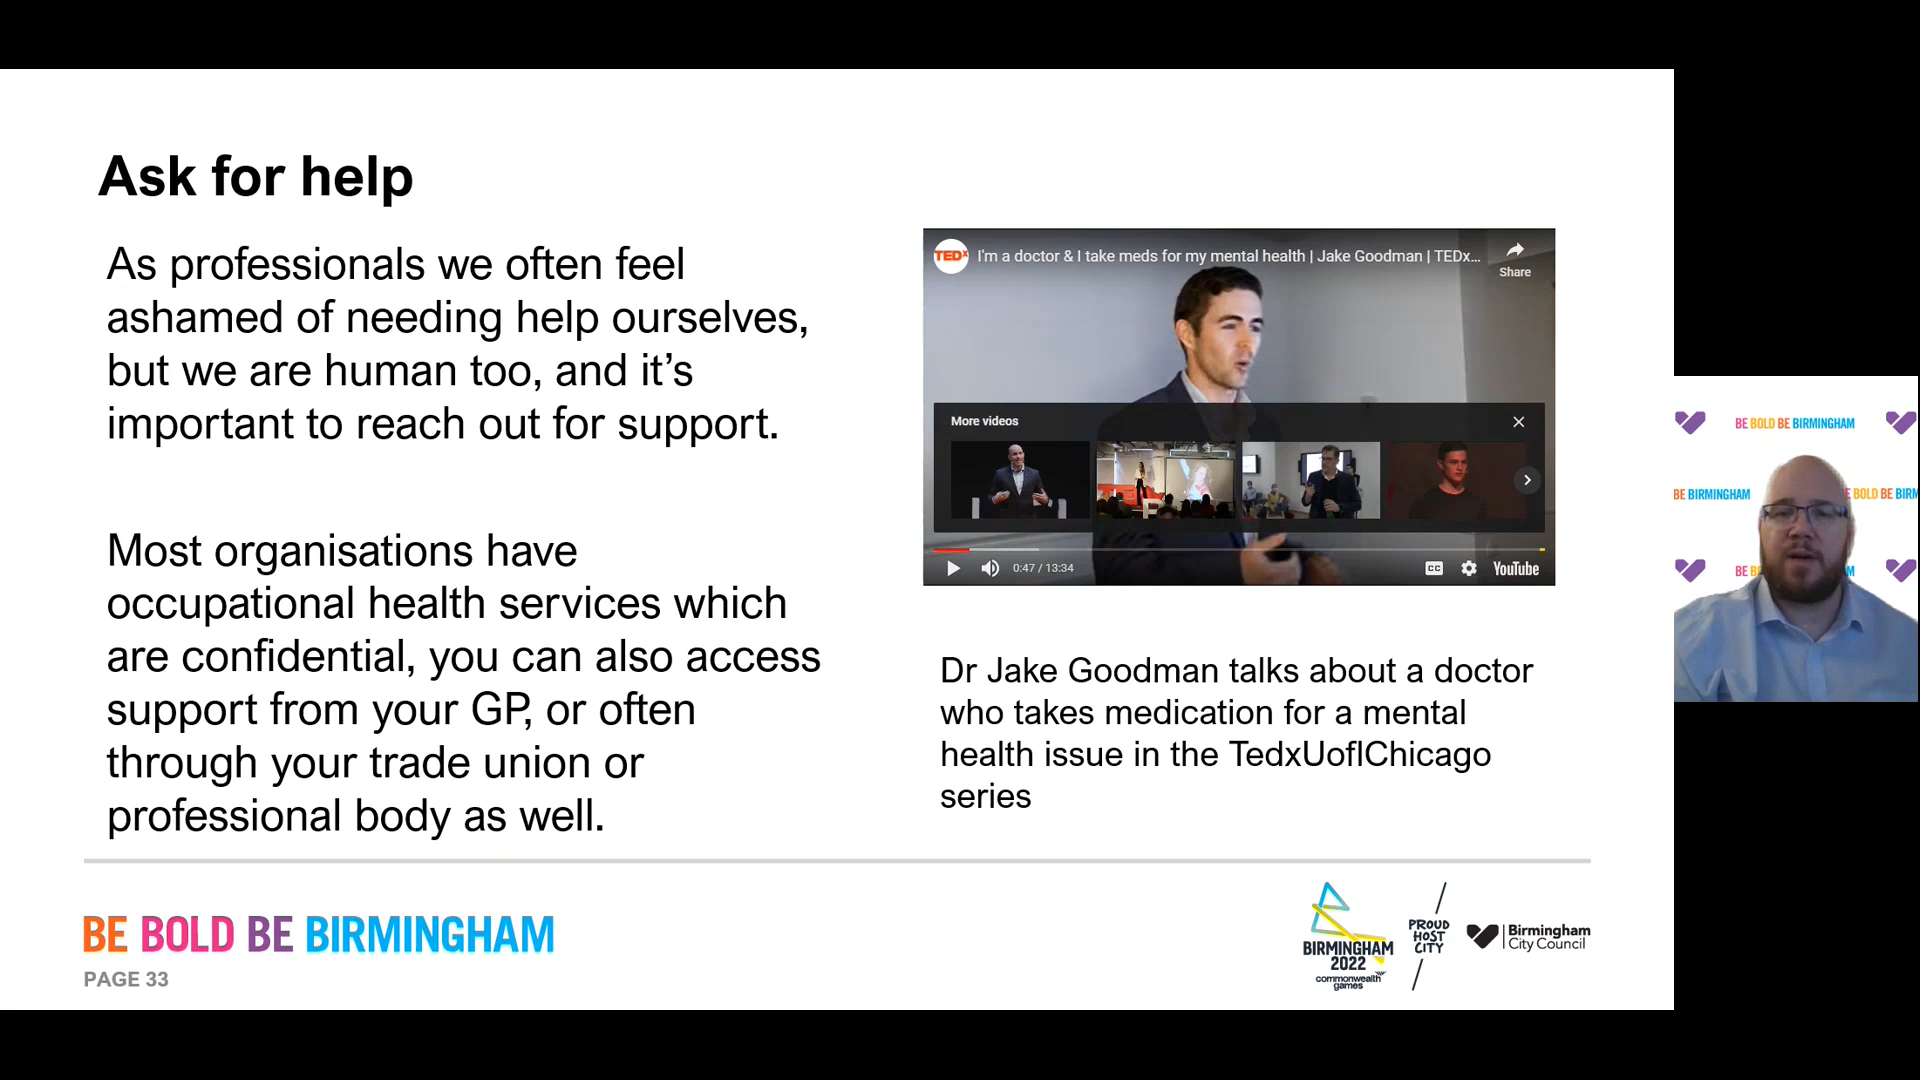 Ask for help
As professionals we often feel
ashamed of needing help ourselves,
but we are human too, and it’s
important to reach out for support.
Most organisations have
occupational health services which
are confidential, you can also access
support from your GP, or often
through your trade union or
professional body as well.
TEDx
I'm a doctor & I take meds for my mental health | Jake Goodman | TEDx...
Share
More videos
0:47 / 13:34
CC
YouTube
Dr Jake Goodman talks about a doctor
who takes medication for a mental
health issue in the TedxUofIChicago
series
BE BOLD BE BIRMINGHAM
PAGE 33
BIRMINGHAM
2022
commonwealth
games
PROUD
HOST
CITY
Birmingham
City Council
BE BOLD BE BIRMINGHAM
BE BIRMINGHAM
BOLD BE BIRM